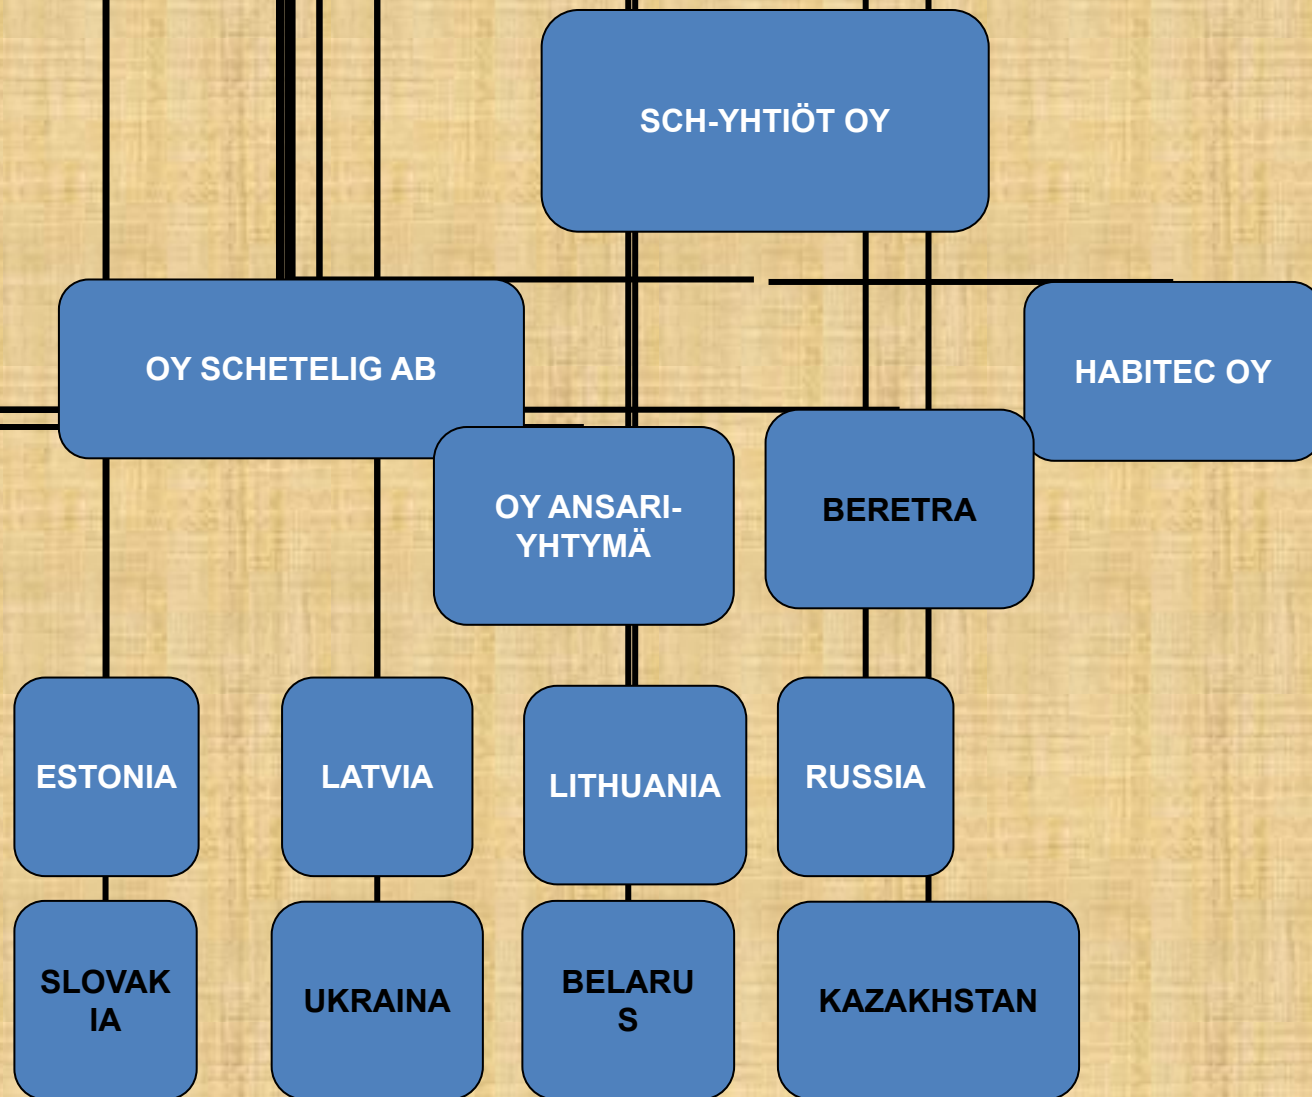 SCH-YHTIÖT OY
OY SCHETELIG AB
HABITEC OY
OY ANSARI-
YHTYMÄ
BERETRA
ESTONIA
LATVIA
LITHUANIA
RUSSIA
SLOVAK
IA
UKRAINA
BELARU
S
KAZAKHSTAN